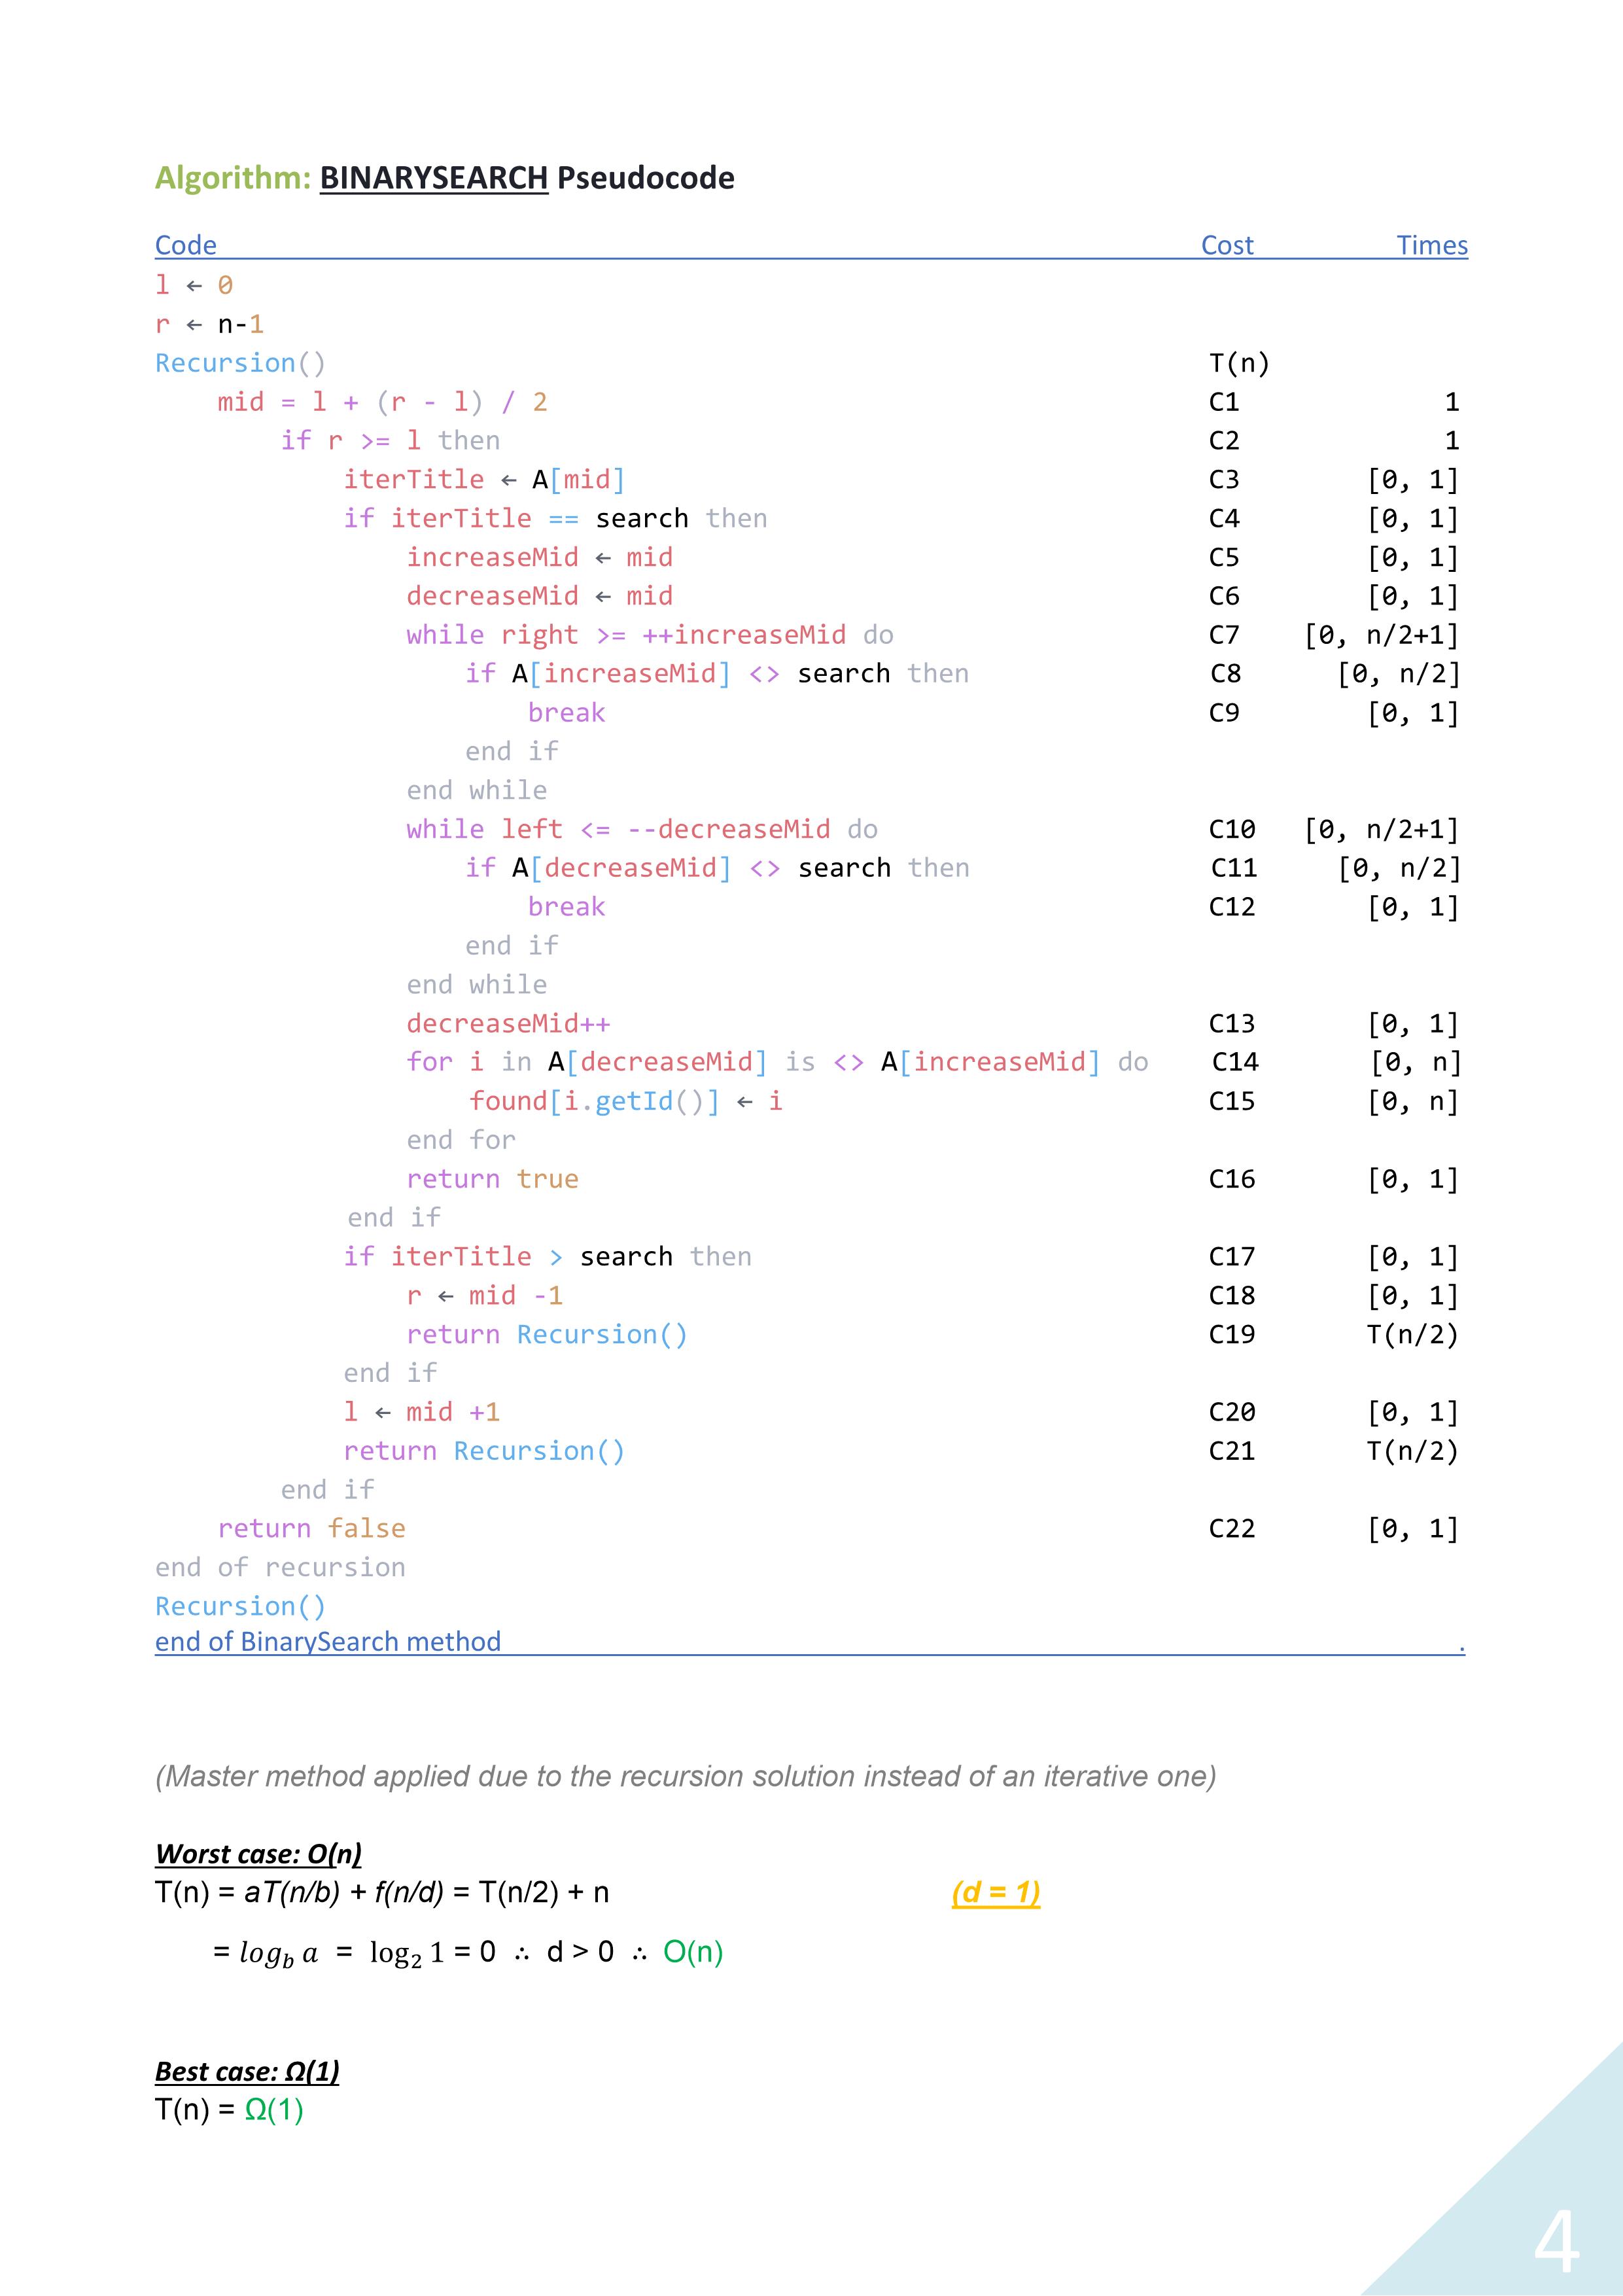 Algorithm: BINARYSEARCH Pseudocode
Code Cost Times
l ← 0
r ← n-1
Recursion() T(n)
mid = l + (r - l) / 2 C1 1
if r >= l then C2 1
iterTitle ← A[mid] C3 [0, 1]
if iterTitle == search then C4 [0, 1]
increaseMid ← mid C5 [0, 1]
decreaseMid ← mid C6 [0, 1]
while right >= ++increaseMid do C7 [0, n/2+1]
if A[increaseMid] <> search then C8 [0, n/2]
break C9 [0, 1]
end if
end while
while left <= --decreaseMid do C10 [0, n/2+1]
if A[decreaseMid] <> search then C11 [0, n/2]
break C12 [0, 1]
end if
end while
decreaseMid++ C13 [0, 1]
for i in A[decreaseMid] is <> A[increaseMid] do C14 [0, n]
found[i.getId()] ← i C15 [0, n]
end for
return true C16 [0, 1]
end if
if iterTitle > search then C17 [0, 1]
r ← mid -1 C18 [0, 1]
return Recursion() C19 T(n/2)
end if
l ← mid +1 C20 [0, 1]
return Recursion() C21 T(n/2)
end if
return false C22 [0, 1]
end of recursion
Recursion()
end of BinarySearch method .
(Master method applied due to the recursion solution instead of an iterative one)
Worst case: O(n)
T(n) = aT(n/b) + f(n/d) = T(n/2) + n (d = 1)
= log_b a = log₂ 1 = 0 ∴ d > 0 ∴ O(n)
Best case: Ω(1)
T(n) = Ω(1)
4